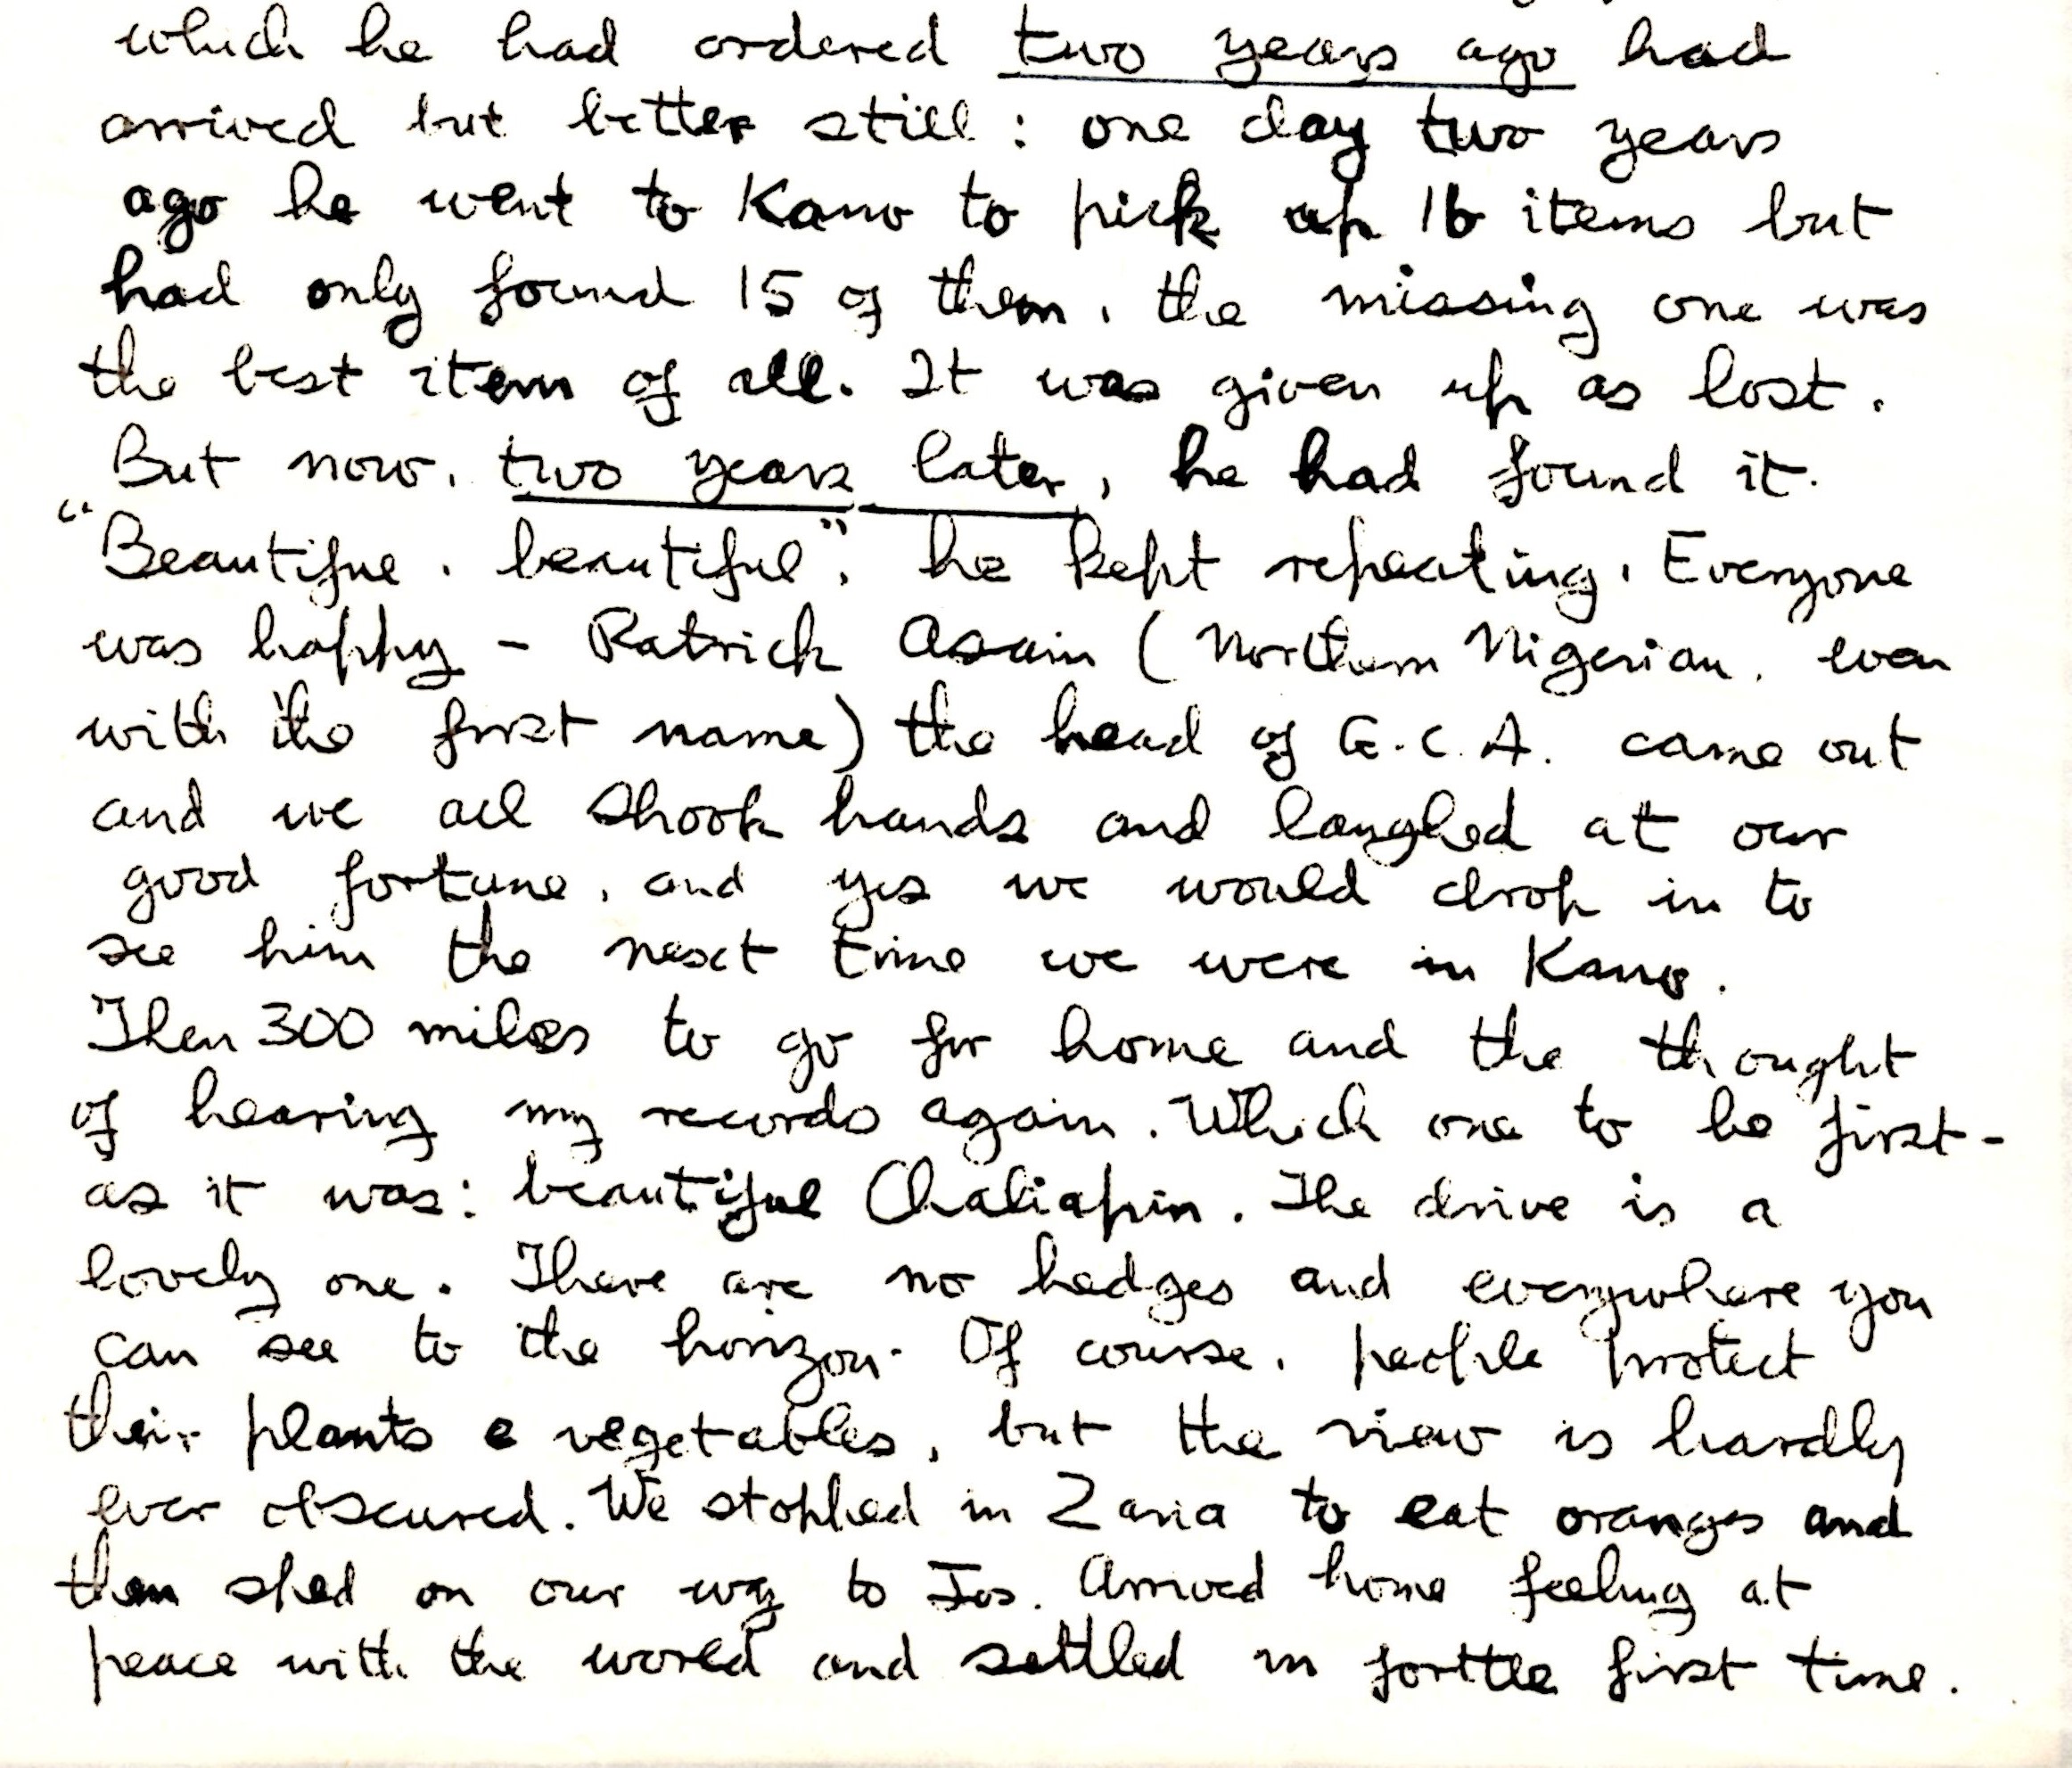 which he had ordered two years ago had
arrived but better still: one day two years
ago he went to Kano to pick up 16 items but
had only found 15 of them, the missing one was
the best item of all. It was given up as lost.
But now, two years later, he had found it.
"Beautiful, beautiful", he kept repeating. Everyone
was happy - Patrick (Northern Nigerian, even
with the first name) the head of G.C.A. came out
and we all shook hands and laughed at our
good fortune, and yes we would drop in to
see him the next time we were in Kano.
Then 300 miles to go for home and the thought
of hearing my records again. Which one to be first -
as it was: beautiful Chaliapin. The drive is a
lovely one. There are no hedges and everywhere you
can see to the horizon. Of course, people protect
their plants & vegetables, but the view is hardly
ever obscured. We stopped in Zaria to eat oranges and
then sped on our way to Jos. Arrived home feeling at
peace with the world and settled in for the first time.